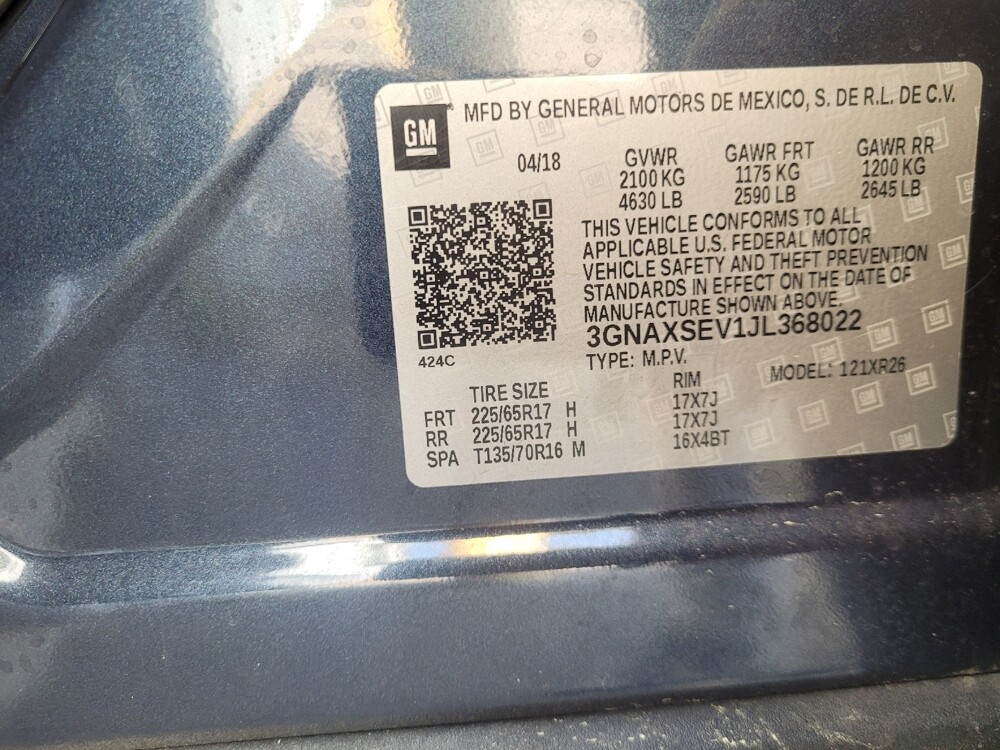 GM
MFD BY GENERAL MOTORS DE MEXICO, S. DE R.L. DE C.V.
04/18
GVWR GAWR FRT GAWR RR
2100 KG 1175 KG 1200 KG
4630 LB 2590 LB 2645 LB
THIS VEHICLE CONFORMS TO ALL
APPLICABLE U.S. FEDERAL MOTOR
VEHICLE SAFETY AND THEFT PREVENTION
STANDARDS IN EFFECT ON THE DATE OF
MANUFACTURE SHOWN ABOVE.
3GNAXSEV1JL368022
424C
TYPE: M.P.V. MODEL: 121XR26
TIRE SIZE RIM
FRT 225/65R17 H 17X7J
RR 225/65R17 H 17X7J
SPA T135/70R16 M 16X4BT